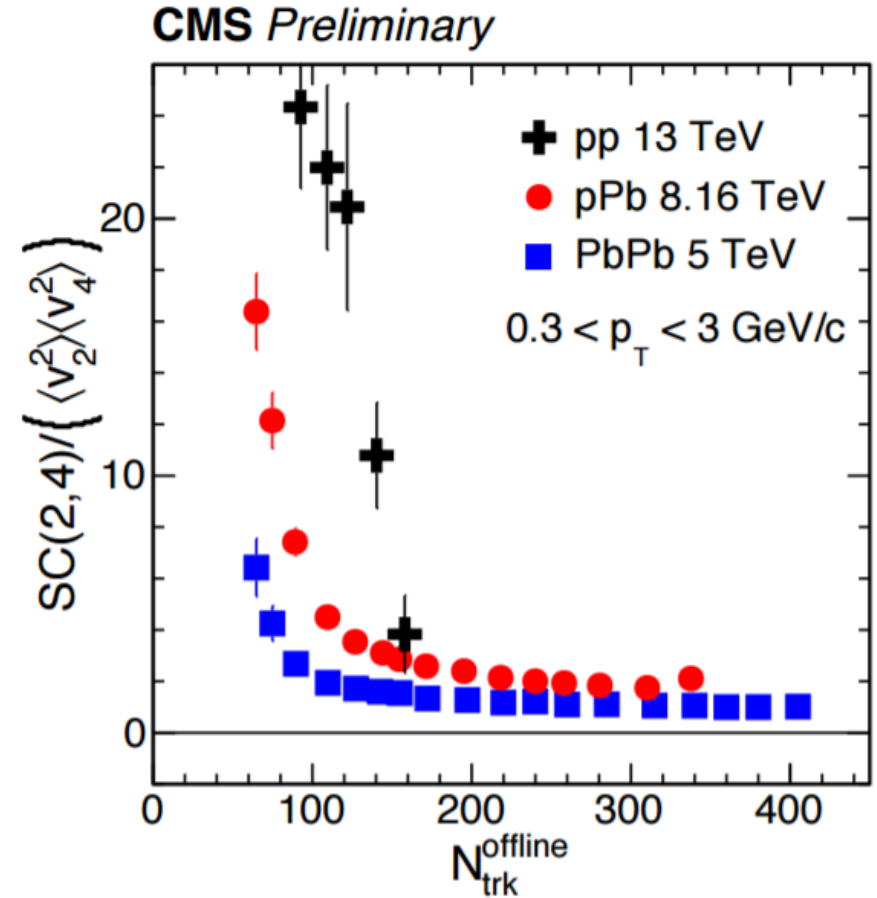 CMS Preliminary
SC(2,4)/(⟨v₂²⟩⟨v₄²⟩)
20
10
0
pp 13 TeV
pPb 8.16 TeV
PbPb 5 TeV
0.3 < p_T < 3 GeV/c
0 100 200 300 400
N_trk^offline